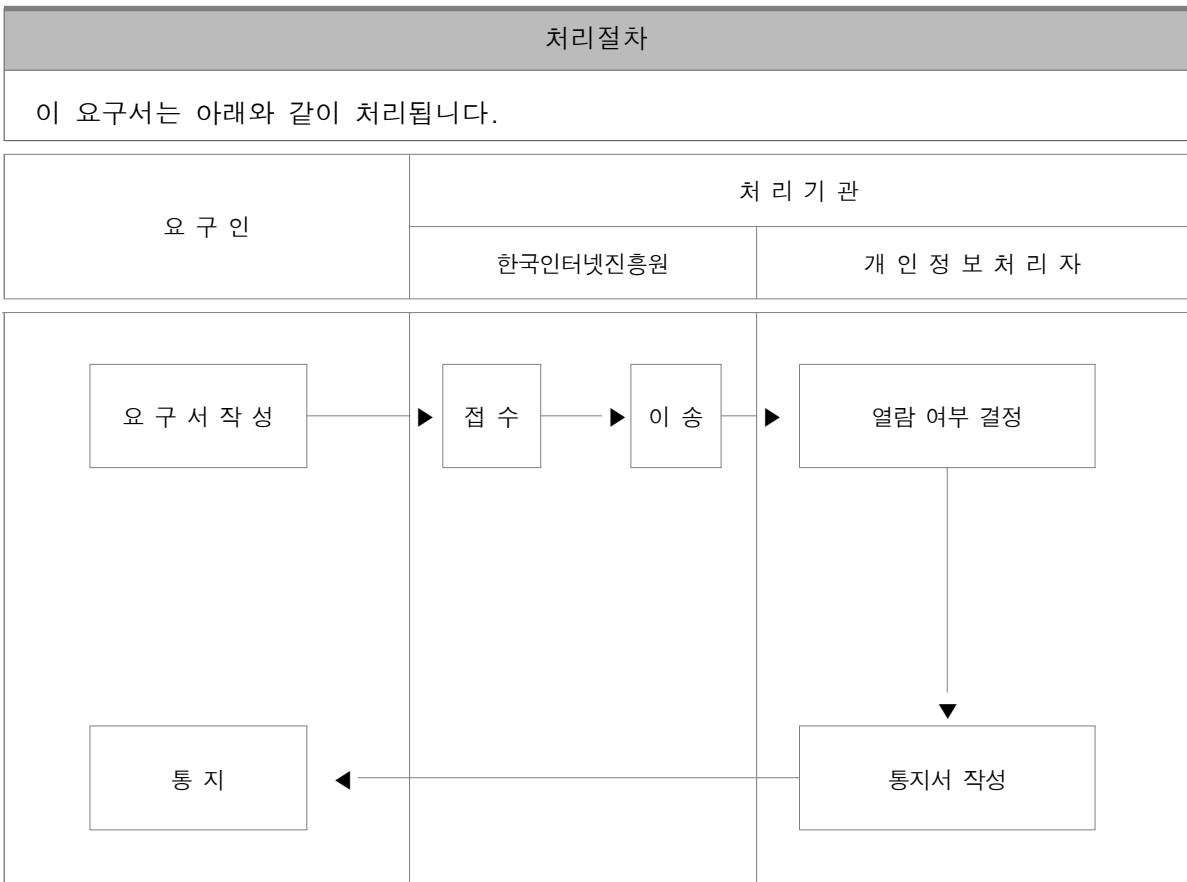 처리절차
이 요구서는 아래와 같이 처리됩니다.
요 구 인
처 리 기 관
한국인터넷진흥원
개 인 정 보 처 리 자
요 구 서 작 성
접 수
이 송
열람 여부 결정
통 지
통지서 작성